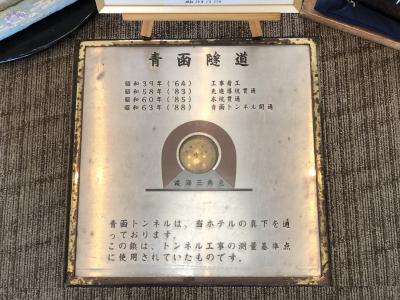 青函隧道
昭和39年('64) 工事着工
昭和58年('83) 先進導坑貫通
昭和60年('85) 本坑貫通
昭和63年('88) 青函トンネル開通
渡海三角点
青函トンネルは、当ホテルの真下を通
っております。
この鋲は、トンネル工事の測量基準点
に使用されていたものです。